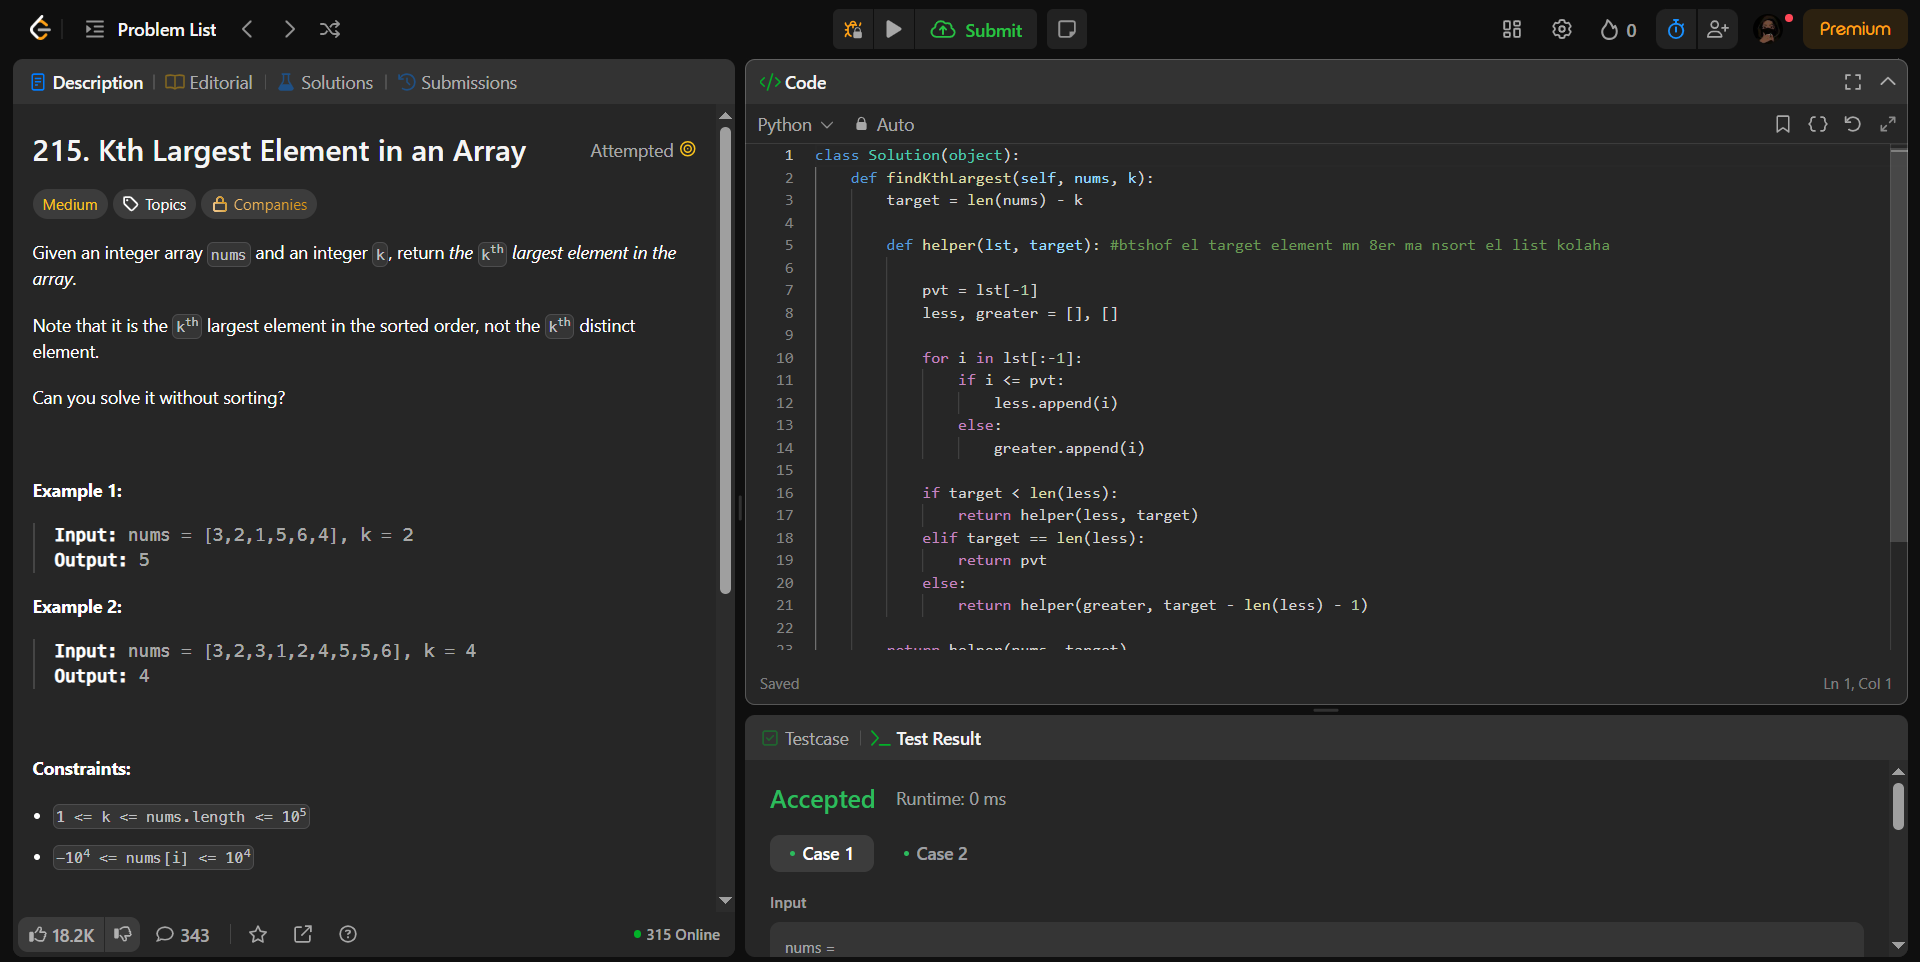 Problem List
Submit
0
Premium
Description
Editorial
Solutions
Submissions
215. Kth Largest Element in an Array
Attempted
Medium
Topics
Companies
Given an integer array nums and an integer k, return the kth largest element in the
array.
Note that it is the kth largest element in the sorted order, not the kth distinct
element.
Can you solve it without sorting?
Example 1:
Input: nums = [3,2,1,5,6,4], k = 2
Output: 5
Example 2:
Input: nums = [3,2,3,1,2,4,5,5,6], k = 4
Output: 4
Constraints:
1 <= k <= nums.length <= 10^5
-10^4 <= nums[i] <= 10^4
18.2K
343
315 Online
</> Code
Python
Auto
1 class Solution(object):
2 def findKthLargest(self, nums, k):
3 target = len(nums) - k
4
5 def helper(lst, target): #btshof el target element mn 8er ma nsort el list kolaha
6
7 pvt = lst[-1]
8 less, greater = [], []
9
10 for i in lst[:-1]:
11 if i <= pvt:
12 less.append(i)
13 else:
14 greater.append(i)
15
16 if target < len(less):
17 return helper(less, target)
18 elif target == len(less):
19 return pvt
20 else:
21 return helper(greater, target - len(less) - 1)
22
23 return helper(nums, target)
Saved
Ln 1, Col 1
Testcase
Test Result
Accepted
Runtime: 0 ms
Case 1
Case 2
Input
nums =